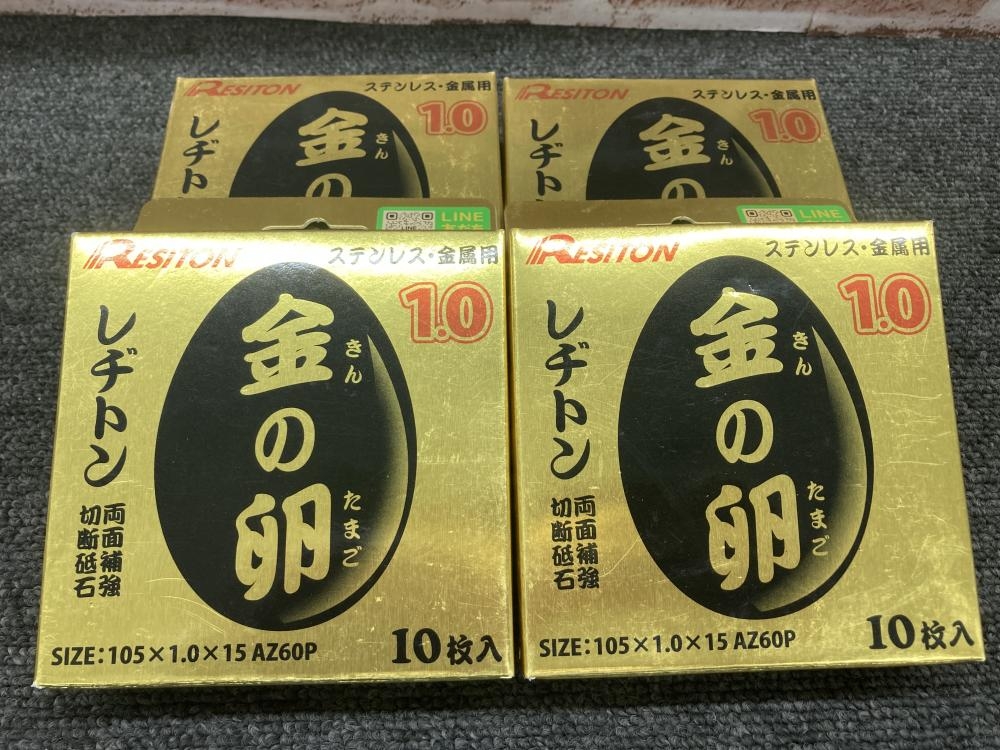 RESITON
ステンレス・金属用
1.0
レヂト
金の
きん
RESITON
ステンレス・金属用
1.0
レヂト
金の
きん
LINE
LINE
RESITON
ステンレス・金属用
1.0
レヂトン
金の卵
きん
たまご
両面補強
切断砥石
SIZE:105×1.0×15 AZ60P
10枚入
RESITON
ステンレス・金属用
1.0
レヂトン
金の卵
きん
たまご
両面補強
切断砥石
SIZE:105×1.0×15 AZ60P
10枚入